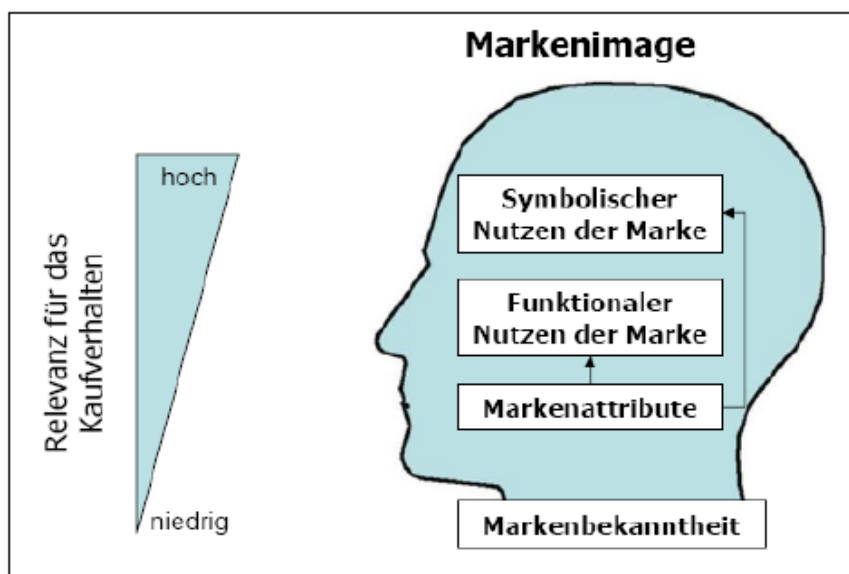 Markenimage
hoch
Relevanz für das
Kaufverhalten
niedrig
Symbolischer
Nutzen der Marke
Funktionaler
Nutzen der Marke
Markenattribute
Markenbekanntheit